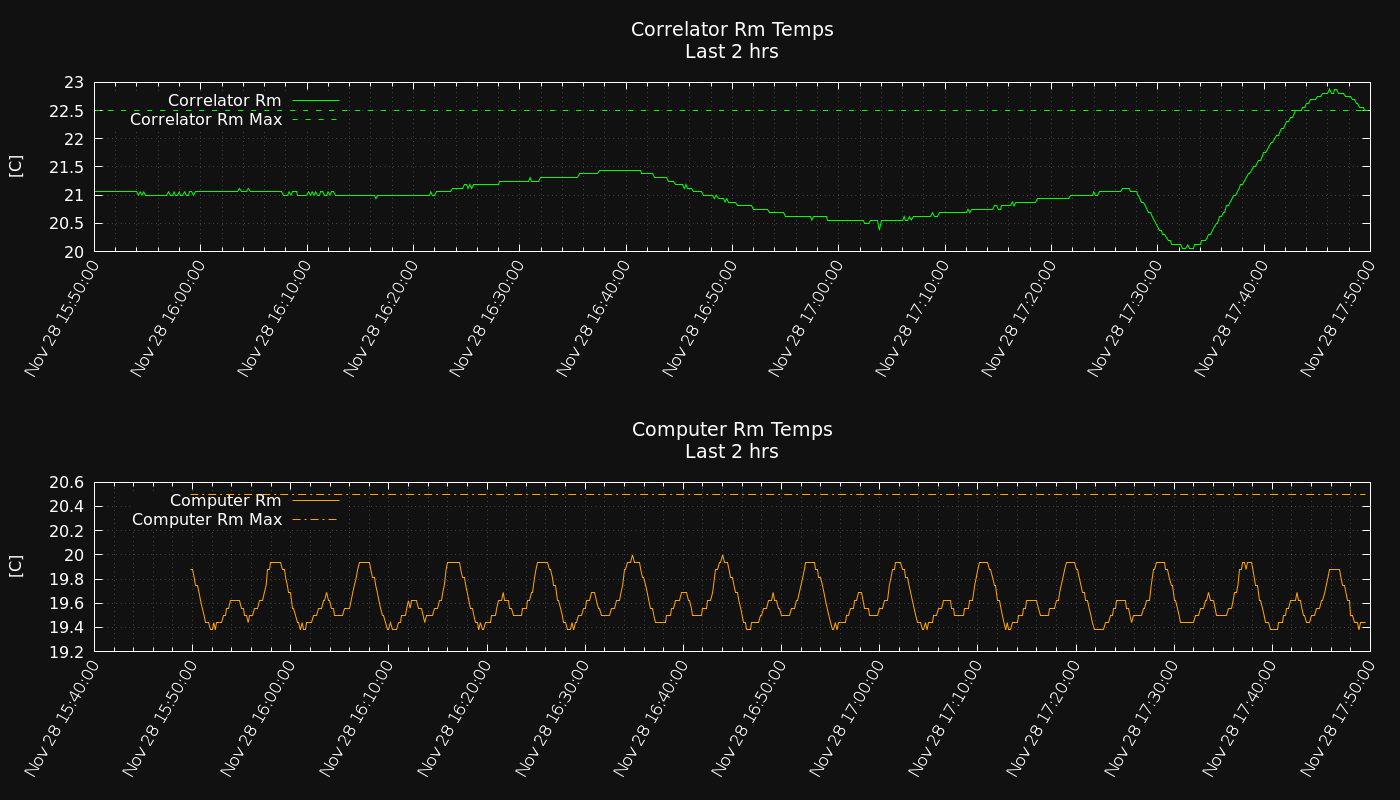 Correlator Rm Temps
Last 2 hrs
23
22.5
22
21.5
21
20.5
20
[C]
Correlator Rm
Correlator Rm Max
Nov 28 15:50:00
Nov 28 16:00:00
Nov 28 16:10:00
Nov 28 16:20:00
Nov 28 16:30:00
Nov 28 16:40:00
Nov 28 16:50:00
Nov 28 17:00:00
Nov 28 17:10:00
Nov 28 17:20:00
Nov 28 17:30:00
Nov 28 17:40:00
Nov 28 17:50:00
Computer Rm Temps
Last 2 hrs
20.6
20.4
20.2
20
19.8
19.6
19.4
19.2
[C]
Computer Rm
Computer Rm Max
Nov 28 15:40:00
Nov 28 15:50:00
Nov 28 16:00:00
Nov 28 16:10:00
Nov 28 16:20:00
Nov 28 16:30:00
Nov 28 16:40:00
Nov 28 16:50:00
Nov 28 17:00:00
Nov 28 17:10:00
Nov 28 17:20:00
Nov 28 17:30:00
Nov 28 17:40:00
Nov 28 17:50:00